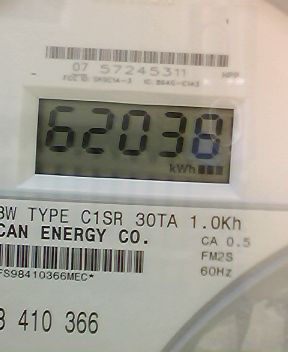 07 57245311
62038
kWh
3W TYPE C1SR 30TA 1.0Kh
CAN ENERGY CO.
CA 0.5
FM2S
60Hz
FS98410366MEC*
410 366